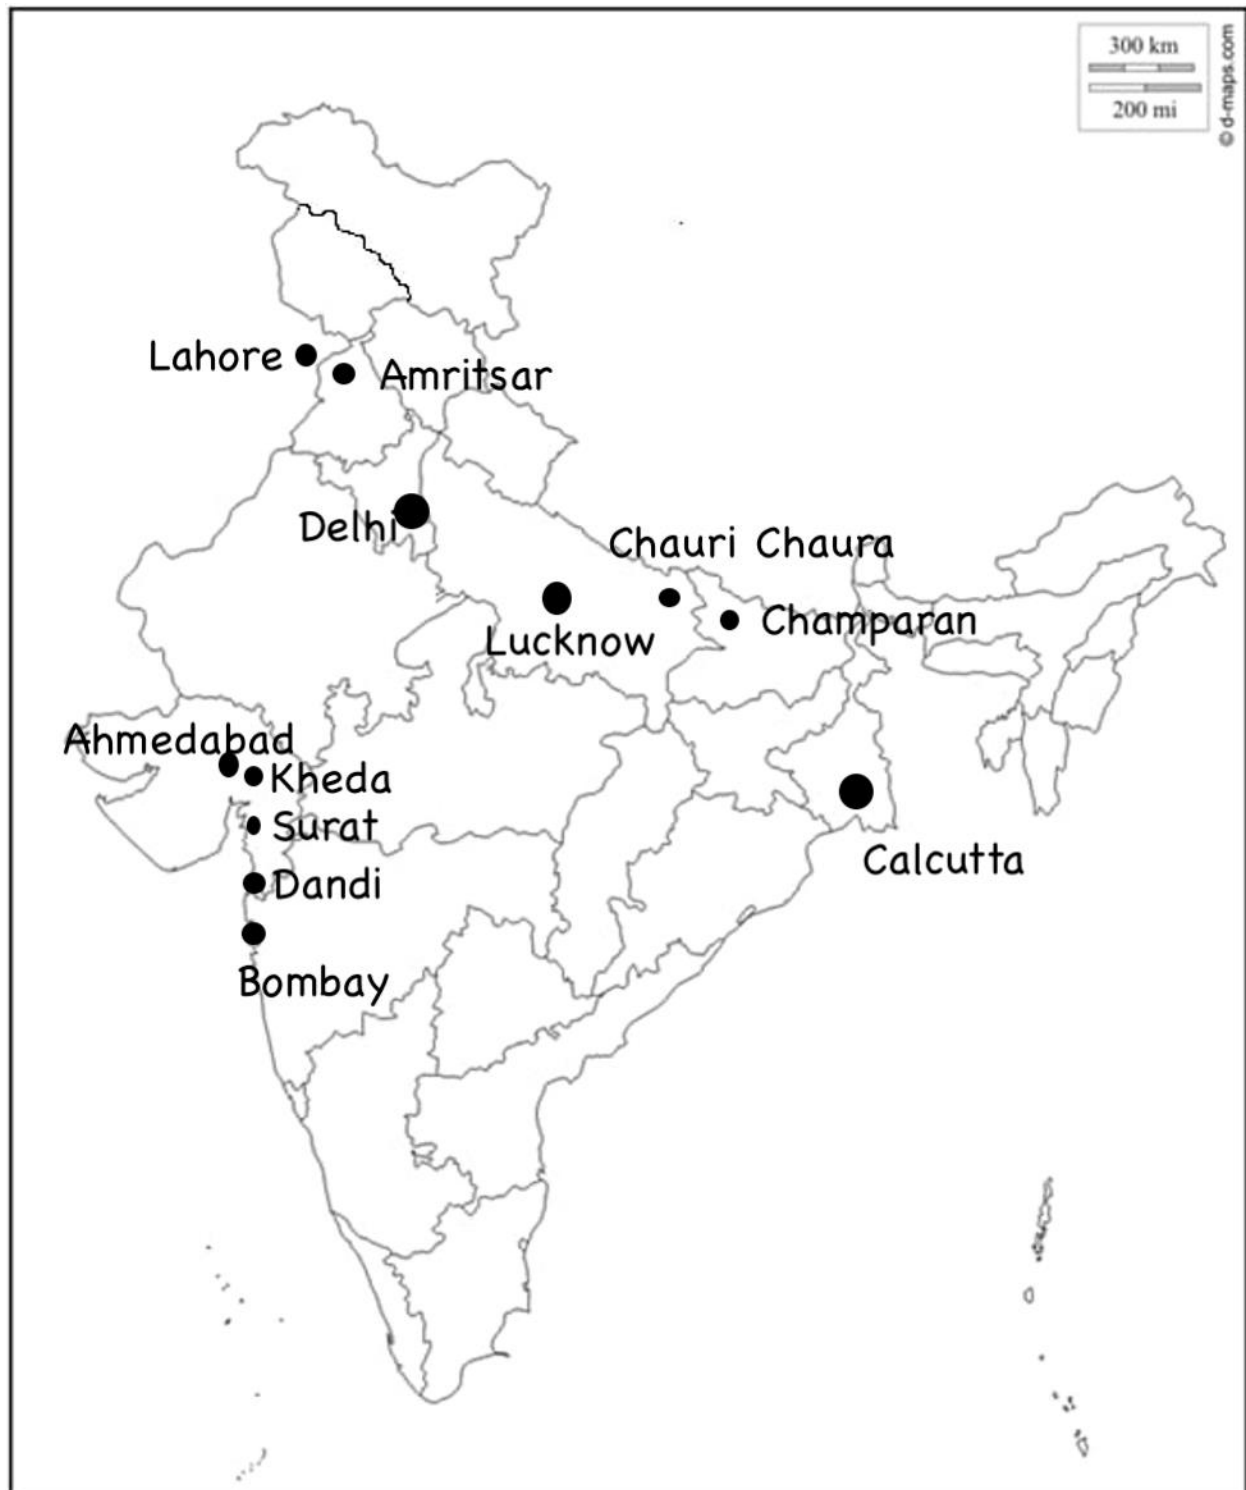 300 km
200 mi
© d-maps.com
Lahore
Amritsar
Delhi
Chauri Chaura
Lucknow
Champaran
Ahmedabad
Kheda
Surat
Dandi
Calcutta
Bombay